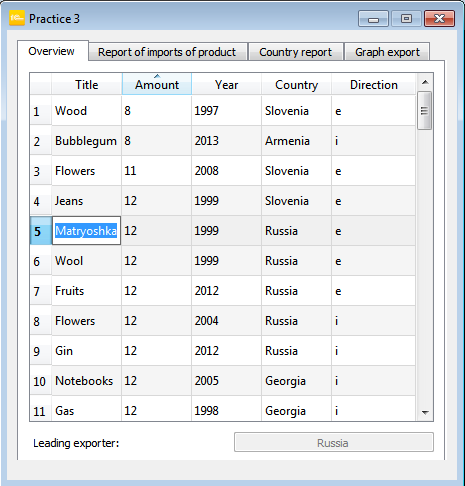 Practice 3
Overview Report of imports of product Country report Graph export
Title Amount Year Country Direction
1 Wood 8 1997 Slovenia e
2 Bubblegum 8 2013 Armenia i
3 Flowers 11 2008 Slovenia e
4 Jeans 12 1999 Slovenia e
5 Matryoshka 12 1999 Russia e
6 Wool 12 1999 Russia e
7 Fruits 12 2012 Russia e
8 Flowers 12 2004 Russia i
9 Gin 12 2012 Russia i
10 Notebooks 12 2005 Georgia i
11 Gas 12 1998 Georgia i
Leading exporter: Russia